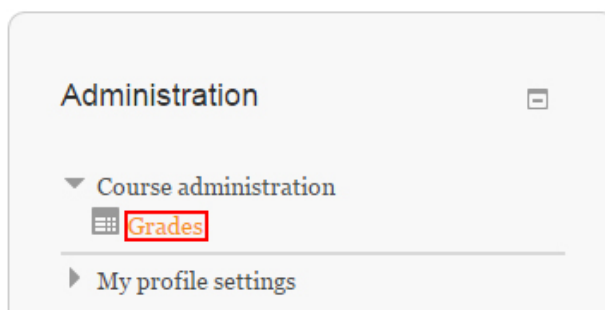 Administration
Course administration
Grades
My profile settings